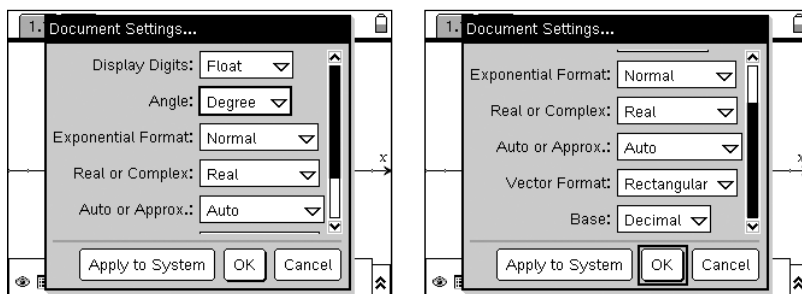 1.
Document Settings...
Display Digits: Float
Angle: Degree
Exponential Format: Normal
Real or Complex: Real
Auto or Approx.: Auto
Apply to System OK Cancel
x
1.
Document Settings...
Exponential Format: Normal
Real or Complex: Real
Auto or Approx.: Auto
Vector Format: Rectangular
Base: Decimal
Apply to System OK Cancel
x